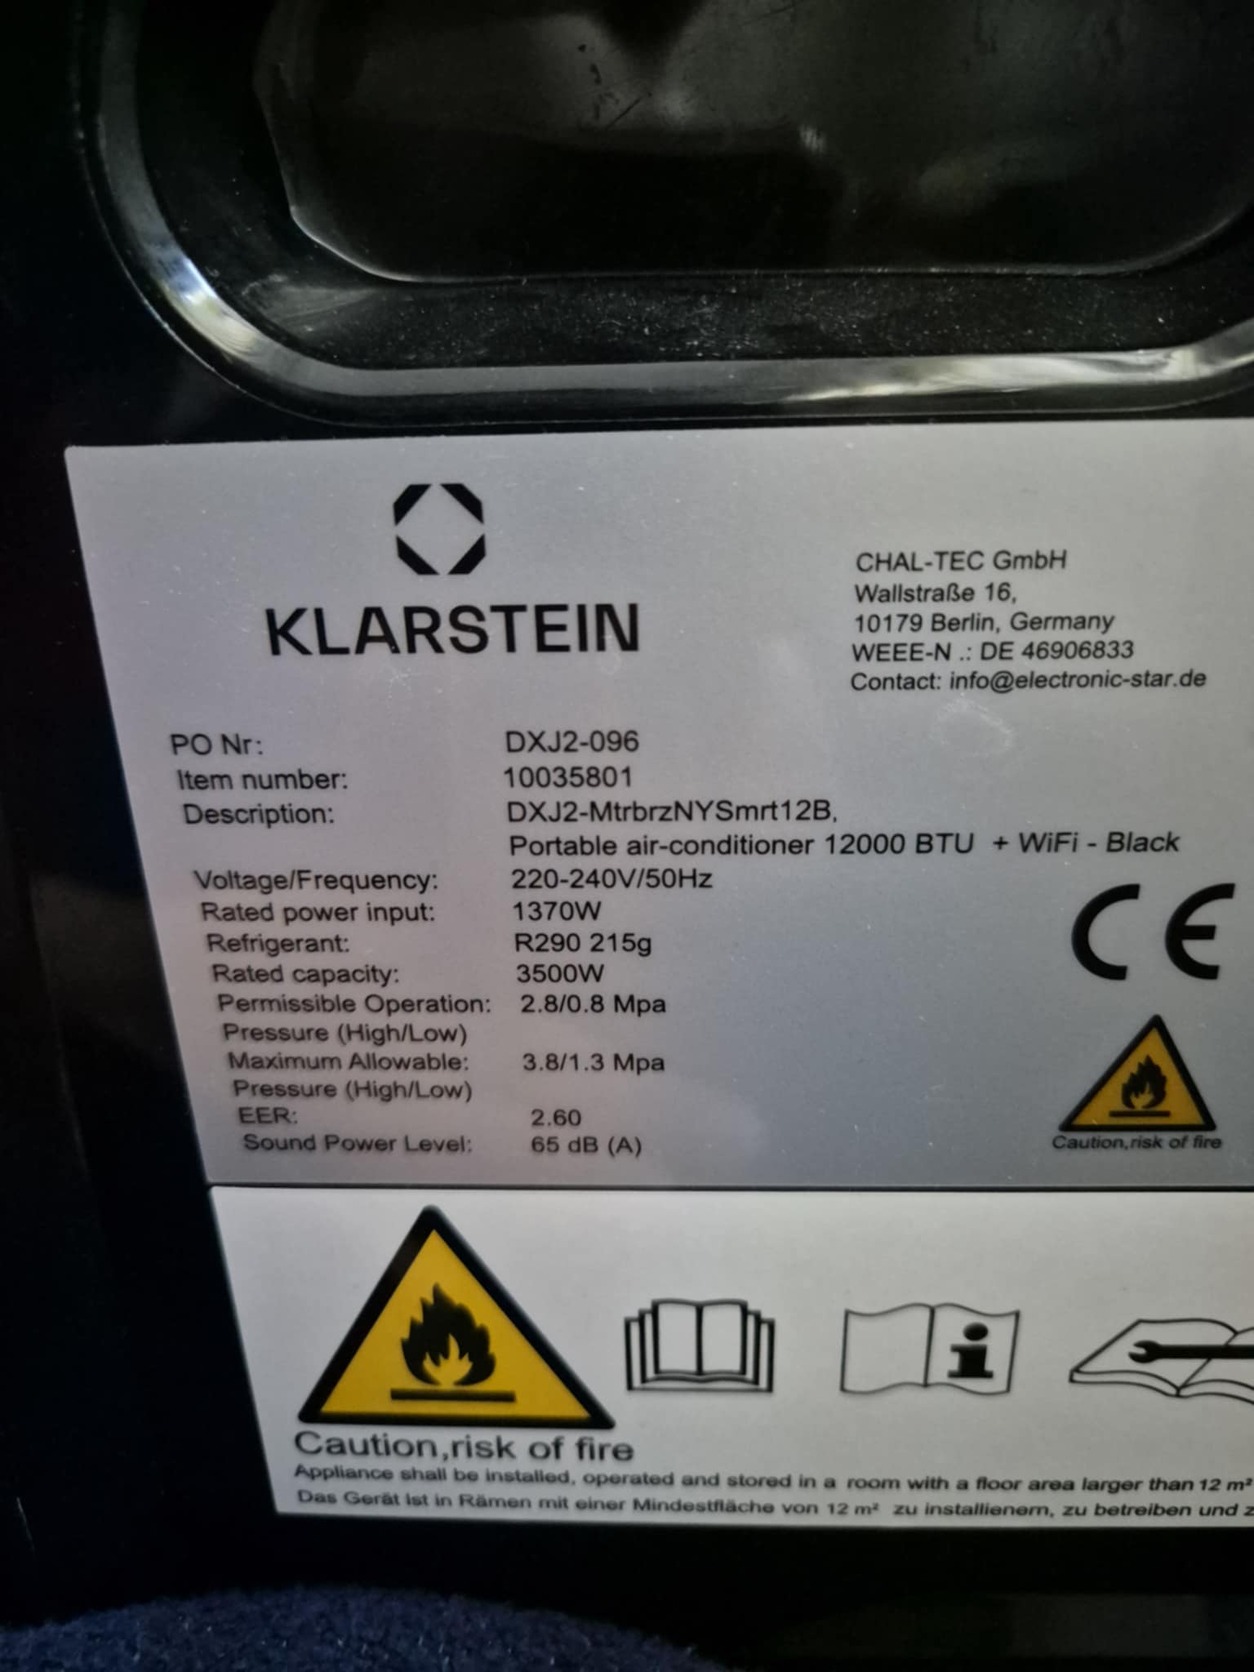 KLARSTEIN
CHAL-TEC GmbH
Wallstraße 16,
10179 Berlin, Germany
WEEE-N .: DE 46906833
Contact: info@electronic-star.de
PO Nr: DXJ2-096
Item number: 10035801
Description: DXJ2-MtrbrzNYSmrt12B,
Portable air-conditioner 12000 BTU + WiFi - Black
Voltage/Frequency: 220-240V/50Hz
Rated power input: 1370W
Refrigerant: R290 215g
Rated capacity: 3500W
Permissible Operation: 2.8/0.8 Mpa
Pressure (High/Low)
Maximum Allowable: 3.8/1.3 Mpa
Pressure (High/Low)
EER: 2.60
Sound Power Level: 65 dB (A)
CE
Caution,risk of fire
Caution,risk of fire
Appliance shall be installed, operated and stored in a room with a floor area larger than 12 m²
Das Gerät ist in Rämen mit einer Mindestfläche von 12 m² zu installienern, zu betreiben und z